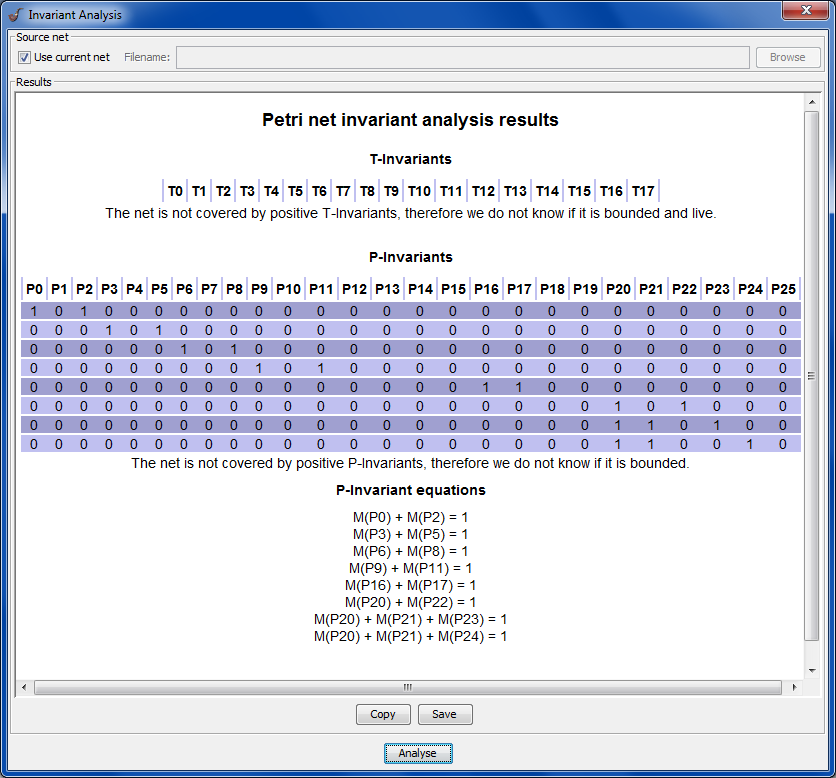 Invariant Analysis
Source net
Use current net Filename: Browse
Results
Petri net invariant analysis results
T-Invariants
T0 T1 T2 T3 T4 T5 T6 T7 T8 T9 T10 T11 T12 T13 T14 T15 T16 T17
The net is not covered by positive T-Invariants, therefore we do not know if it is bounded and live.
P-Invariants
P0 P1 P2 P3 P4 P5 P6 P7 P8 P9 P10 P11 P12 P13 P14 P15 P16 P17 P18 P19 P20 P21 P22 P23 P24 P25
1 0 1 0 0 0 0 0 0 0 0 0 0 0 0 0 0 0 0 0 0 0 0 0 0 0
0 0 0 1 0 1 0 0 0 0 0 0 0 0 0 0 0 0 0 0 0 0 0 0 0 0
0 0 0 0 0 0 1 0 1 0 0 0 0 0 0 0 0 0 0 0 0 0 0 0 0 0
0 0 0 0 0 0 0 0 0 1 0 1 0 0 0 0 0 0 0 0 0 0 0 0 0 0
0 0 0 0 0 0 0 0 0 0 0 0 0 0 0 0 1 1 0 0 0 0 0 0 0 0
0 0 0 0 0 0 0 0 0 0 0 0 0 0 0 0 0 0 0 0 1 0 1 0 0 0
0 0 0 0 0 0 0 0 0 0 0 0 0 0 0 0 0 0 0 0 1 1 0 1 0 0
0 0 0 0 0 0 0 0 0 0 0 0 0 0 0 0 0 0 0 0 1 1 0 0 1 0
The net is not covered by positive P-Invariants, therefore we do not know if it is bounded.
P-Invariant equations
M(P0) + M(P2) = 1
M(P3) + M(P5) = 1
M(P6) + M(P8) = 1
M(P9) + M(P11) = 1
M(P16) + M(P17) = 1
M(P20) + M(P22) = 1
M(P20) + M(P21) + M(P23) = 1
M(P20) + M(P21) + M(P24) = 1
Copy Save
Analyse